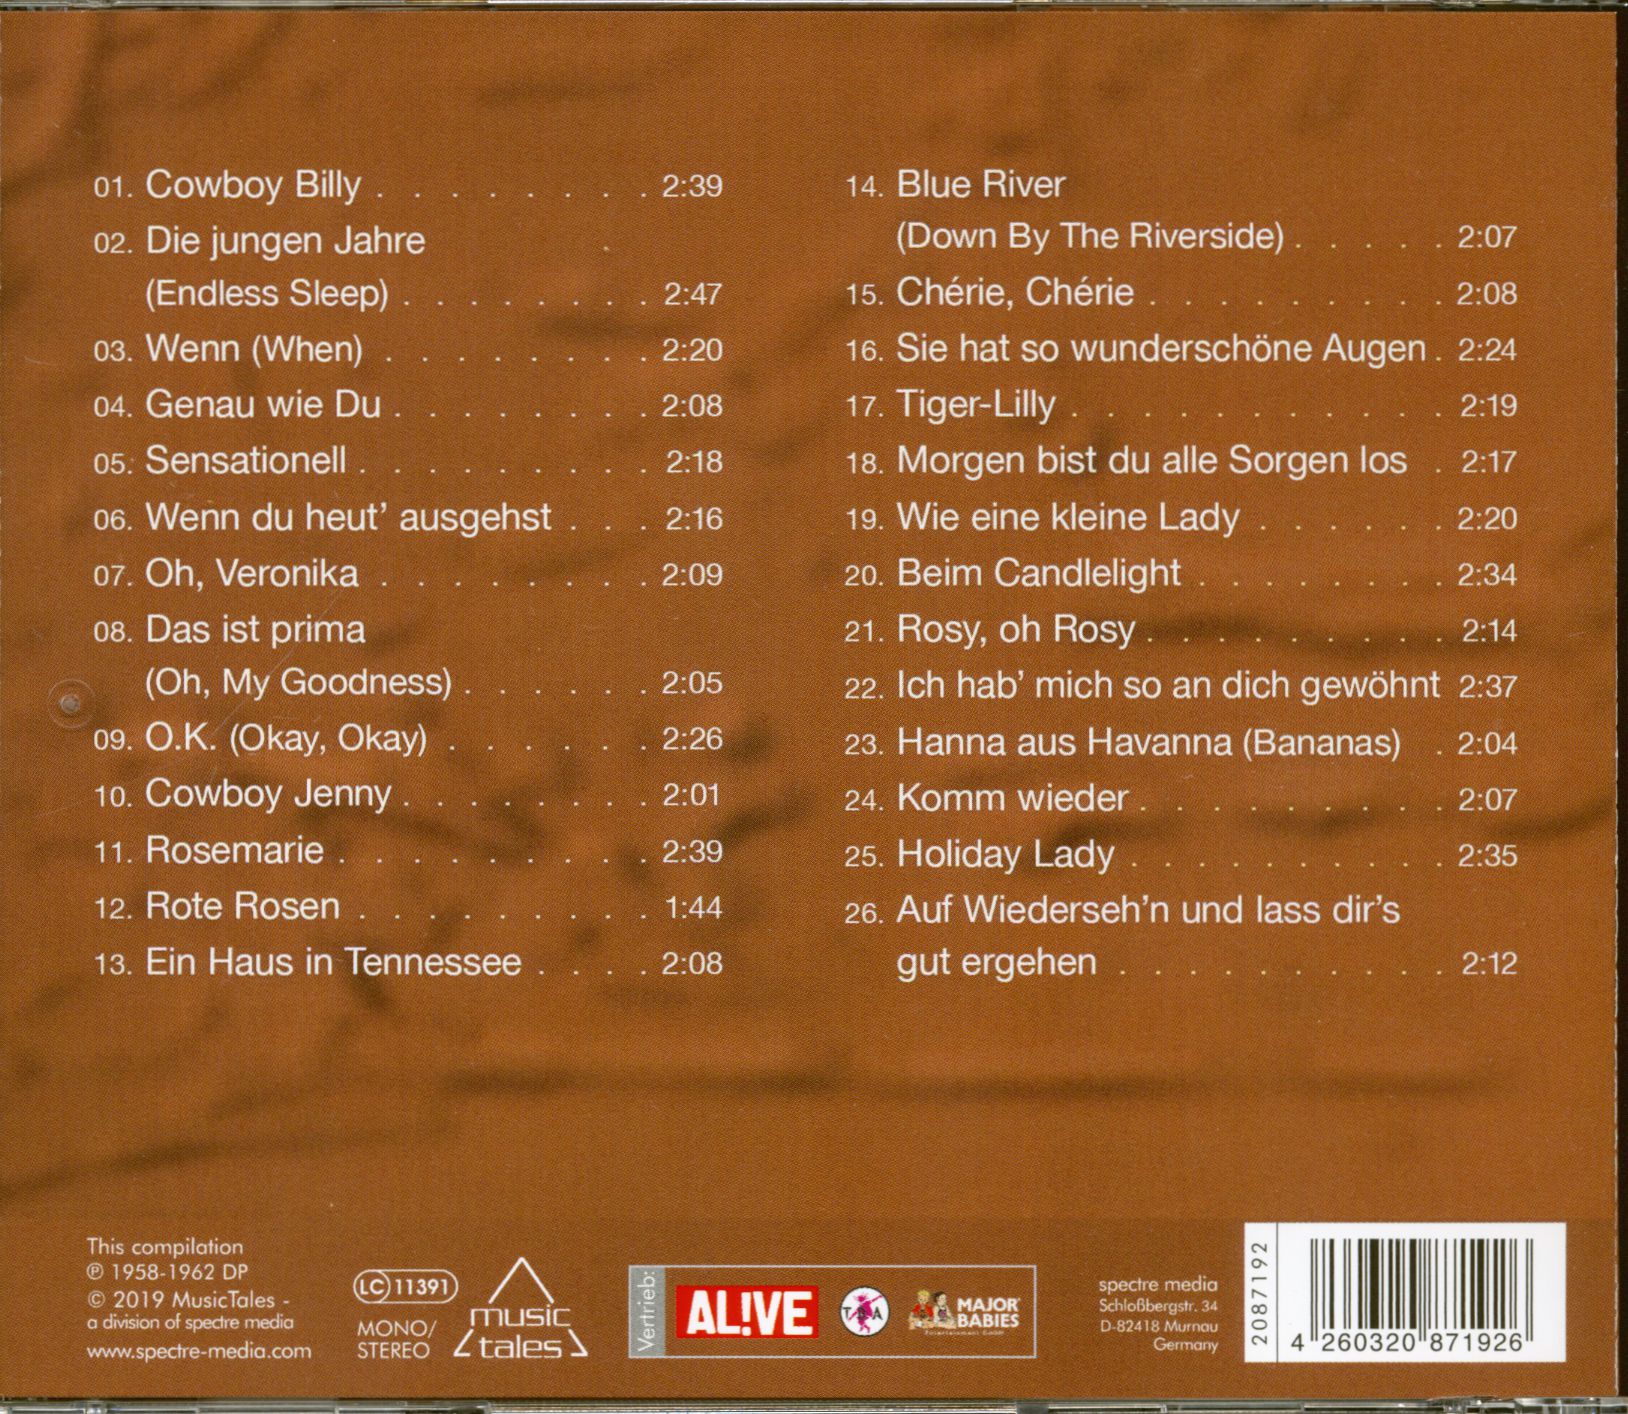 01. Cowboy Billy . . . . . . . . 2:39
02. Die jungen Jahre
(Endless Sleep) . . . . . . . . 2:47
03. Wenn (When) . . . . . . . . 2:20
04. Genau wie Du . . . . . . . . 2:08
05. Sensationell . . . . . . . . . 2:18
06. Wenn du heut' ausgehst . . . 2:16
07. Oh, Veronika . . . . . . . . 2:09
08. Das ist prima
(Oh, My Goodness) . . . . . . 2:05
09. O.K. (Okay, Okay) . . . . . . 2:26
10. Cowboy Jenny . . . . . . . . 2:01
11. Rosemarie . . . . . . . . . 2:39
12. Rote Rosen . . . . . . . . . 1:44
13. Ein Haus in Tennessee . . . . 2:08
14. Blue River
(Down By The Riverside) . . . . . 2:07
15. Chérie, Chérie . . . . . . . . . 2:08
16. Sie hat so wunderschöne Augen . 2:24
17. Tiger-Lilly . . . . . . . . . . . 2:19
18. Morgen bist du alle Sorgen los . 2:17
19. Wie eine kleine Lady . . . . . . 2:20
20. Beim Candlelight . . . . . . . . 2:34
21. Rosy, oh Rosy . . . . . . . . . 2:14
22. Ich hab' mich so an dich gewöhnt 2:37
23. Hanna aus Havanna (Bananas) . 2:04
24. Komm wieder . . . . . . . . . 2:07
25. Holiday Lady . . . . . . . . . . 2:35
26. Auf Wiederseh'n und lass dir's
gut ergehen . . . . . . . . . . 2:12
This compilation
℗ 1958-1962 DP
© 2019 MusicTales -
a division of spectre media
www.spectre-media.com
LC 11391
MONO/
STEREO
music
tales
Vertrieb:
AL!VE
TBA
MAJOR
BABIES
Entertainment GmbH
spectre media
Schloßbergstr. 34
D-82418 Murnau
Germany
2087192
4 260320 871926